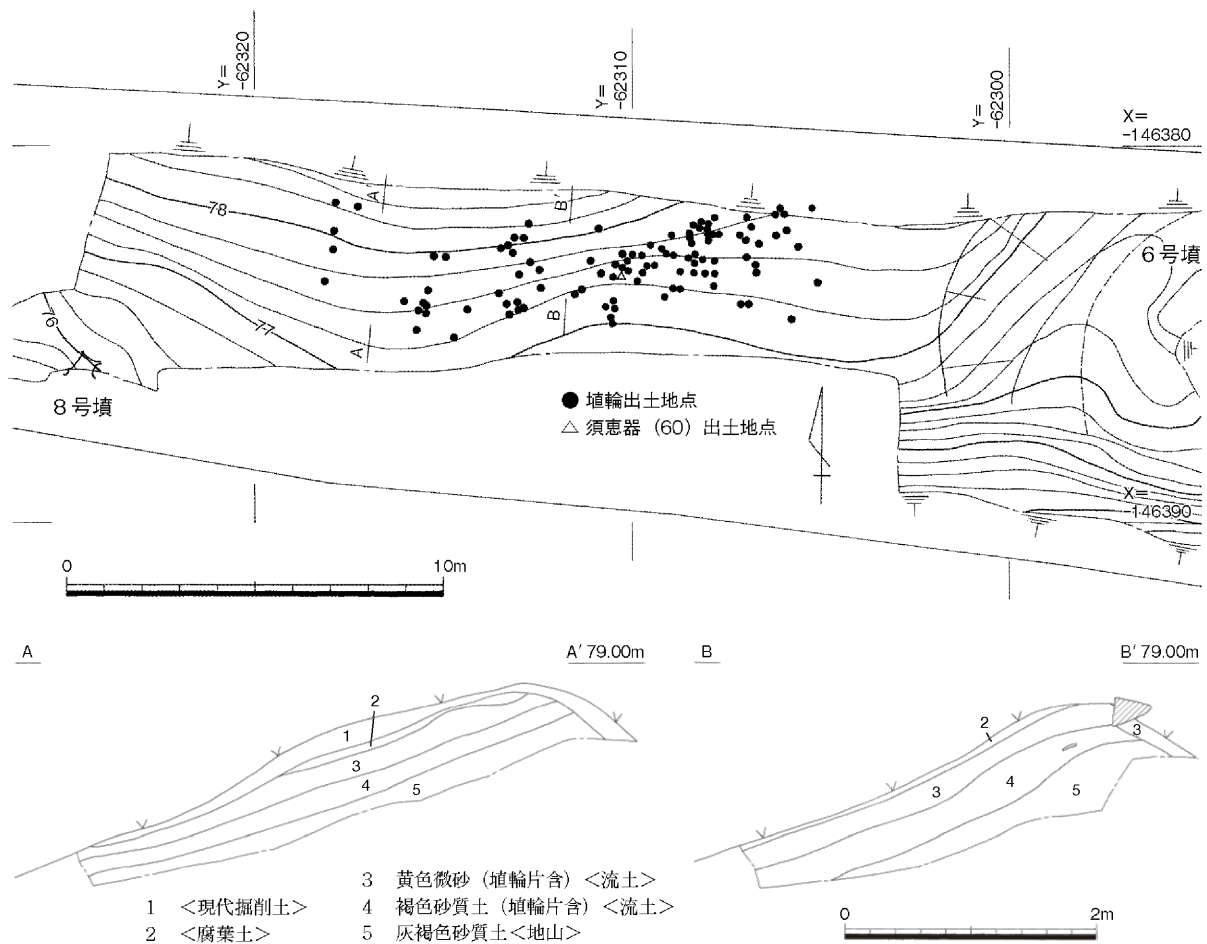 Y=
-62320
Y=
-62310
Y=
-62300
X=
-146380
78
A
B'
6号墳
76
77
A
B
8号墳
● 埴輪出土地点
△ 須恵器（60）出土地点
X=
-146390
0
10m
A
A' 79.00m
B
B' 79.00m
2
1
3
4
5
2
3
3
4
5
3 黄色微砂（埴輪片含）<流土>
1 <現代掘削土>
4 褐色砂質土（埴輪片含）<流土>
2 <腐葉土>
5 灰褐色砂質土<地山>
0
2m